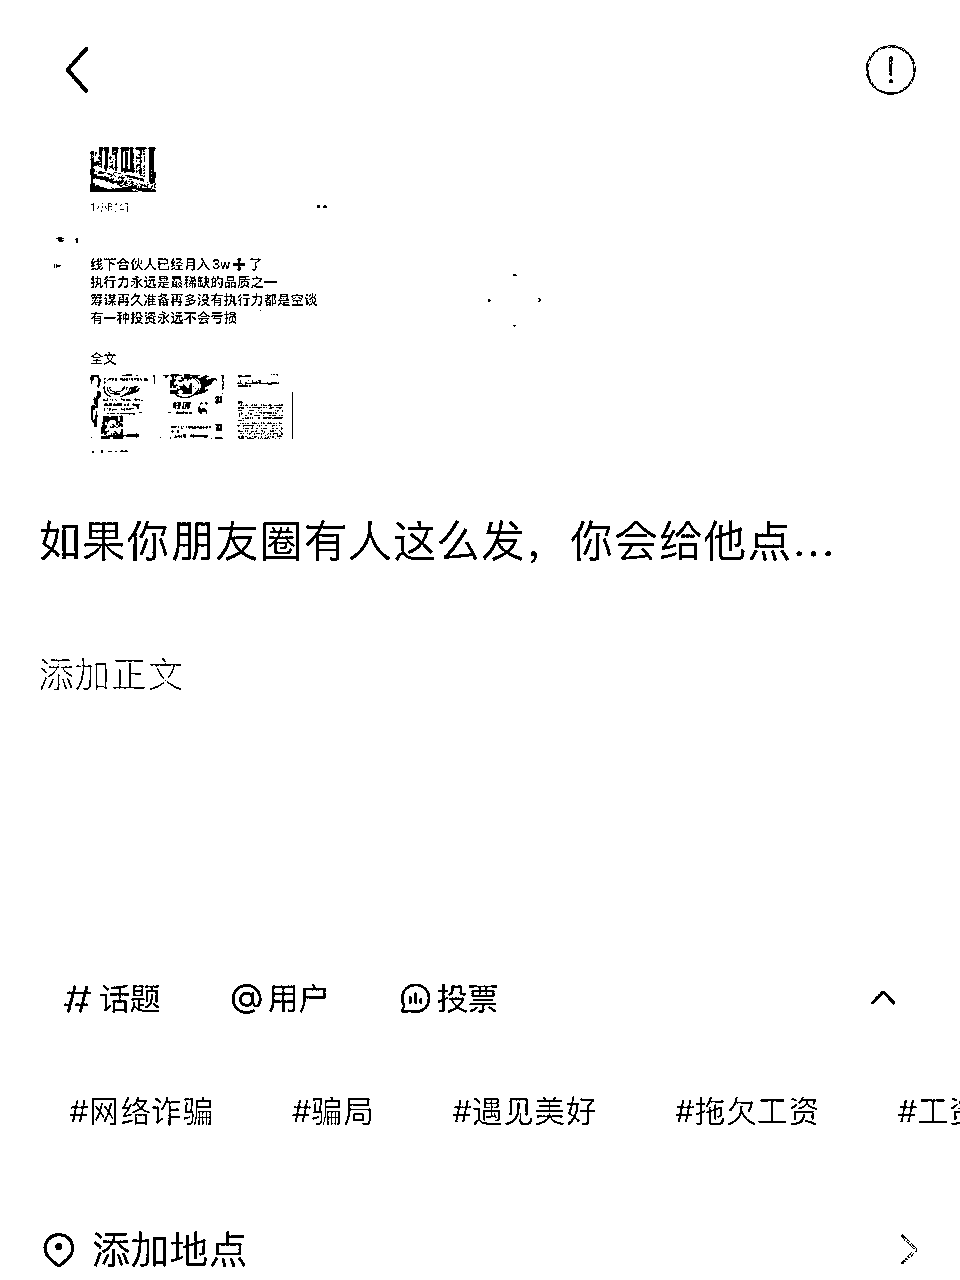 线下合伙人已经月入3w➕了
执行力永远是最稀缺的品质之一
筹谋再久准备再多没有执行力都是空谈
有一种投资永远不会亏损
全文
如果你朋友圈有人这么发，你会给他点...
添加正文
# 话题 @用户 投票
#网络诈骗 #骗局 #遇见美好 #拖欠工资 #工资
添加地点